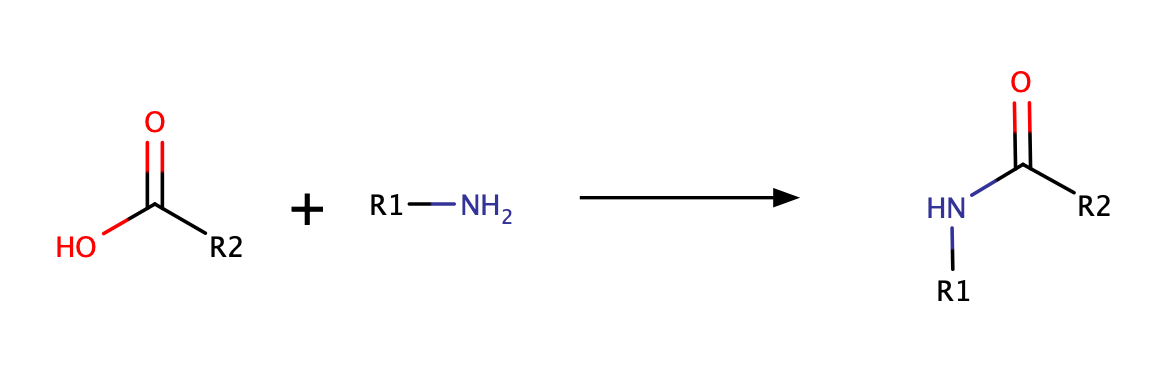 O
HO
R2
+
R1
NH₂
O
HN
R2
R1